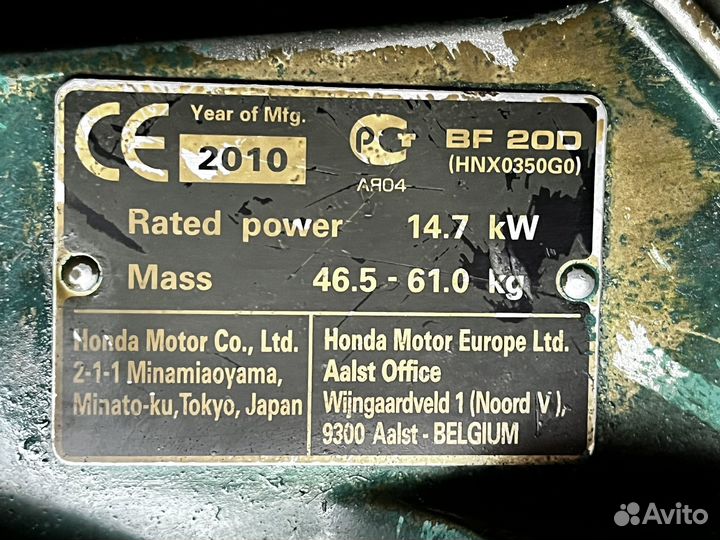 CE
Year of Mfg.
2010
РСТ
АЯ04
BF 20D
(HNX0350G0)
Rated power 14.7 kW
Mass 46.5 - 61.0 kg
Honda Motor Co., Ltd.
2-1-1 Minamiaoyama,
Minato-ku, Tokyo, Japan
Honda Motor Europe Ltd.
Aalst Office
Wijngaardveld 1 (Noord V),
9300 Aalst - BELGIUM
Avito